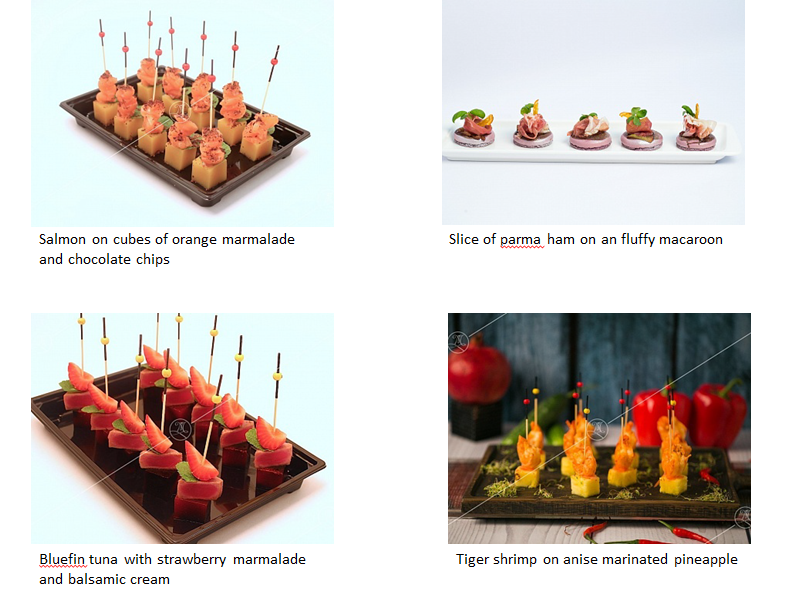 Salmon on cubes of orange marmalade
and chocolate chips
Slice of parma ham on an fluffy macaroon
Bluefin tuna with strawberry marmalade
and balsamic cream
Tiger shrimp on anise marinated pineapple